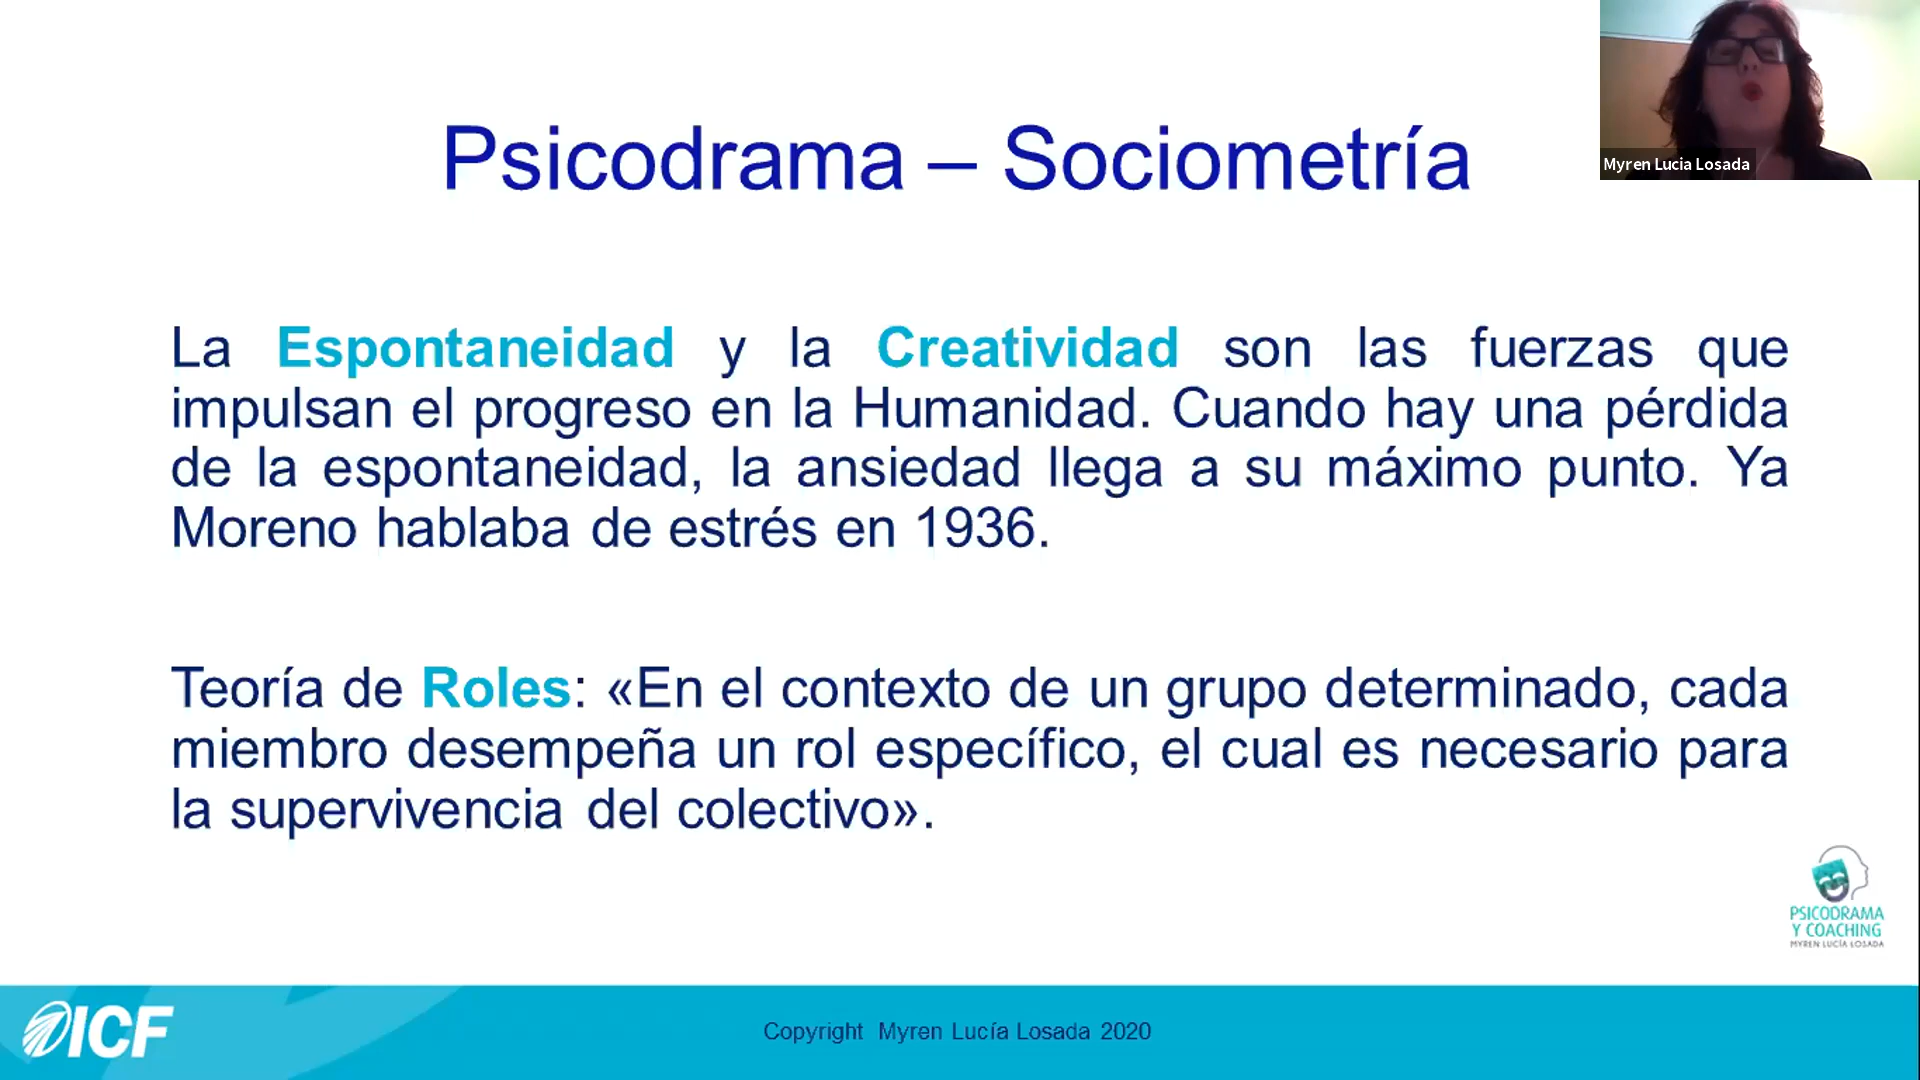 Myren Lucia Losada
Psicodrama – Sociometría
La Espontaneidad y la Creatividad son las fuerzas que
impulsan el progreso en la Humanidad. Cuando hay una pérdida
de la espontaneidad, la ansiedad llega a su máximo punto. Ya
Moreno hablaba de estrés en 1936.
Teoría de Roles: «En el contexto de un grupo determinado, cada
miembro desempeña un rol específico, el cual es necesario para
la supervivencia del colectivo».
PSICODRAMA
Y COACHING
MYREN LUCÍA LOSADA
ICF
Copyright Myren Lucía Losada 2020